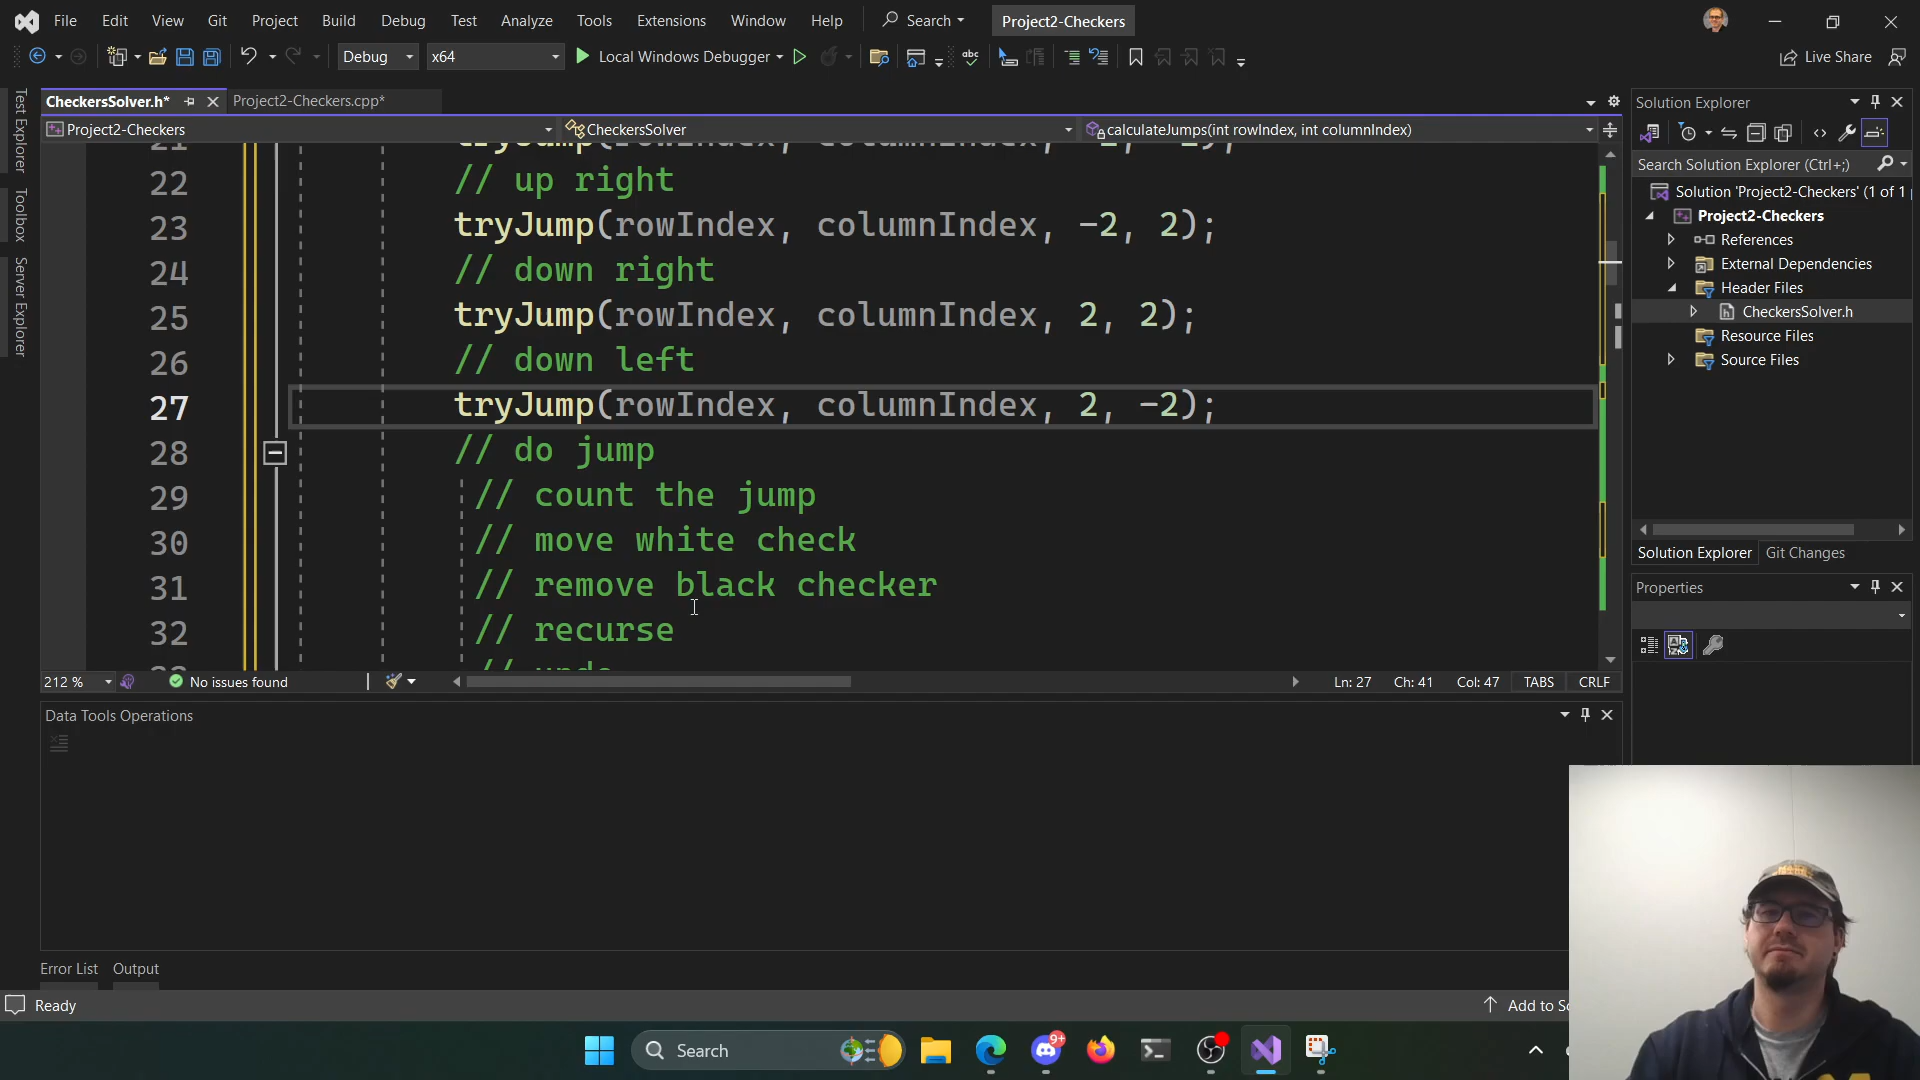 File Edit View Git Project Build Debug Test Analyze Tools Extensions Window Help Search Project2-Checkers
Debug x64 Local Windows Debugger Live Share
Test Explorer
Toolbox
Server Explorer
CheckersSolver.h* Project2-Checkers.cpp*
Project2-Checkers CheckersSolver calculateJumps(int rowIndex, int columnIndex)
22 // up right
23 tryJump(rowIndex, columnIndex, -2, 2);
24 // down right
25 tryJump(rowIndex, columnIndex, 2, 2);
26 // down left
27 tryJump(rowIndex, columnIndex, 2, -2);
28 // do jump
29 // count the jump
30 // move white check
31 // remove black checker
32 // recurse
212 % No issues found Ln: 27 Ch: 41 Col: 47 TABS CRLF
Data Tools Operations
Error List Output
Ready Add to
Solution Explorer
Search Solution Explorer (Ctrl+;)
Solution 'Project2-Checkers' (1 of 1
Project2-Checkers
References
External Dependencies
Header Files
CheckersSolver.h
Resource Files
Source Files
Solution Explorer Git Changes
Properties
Search
9+